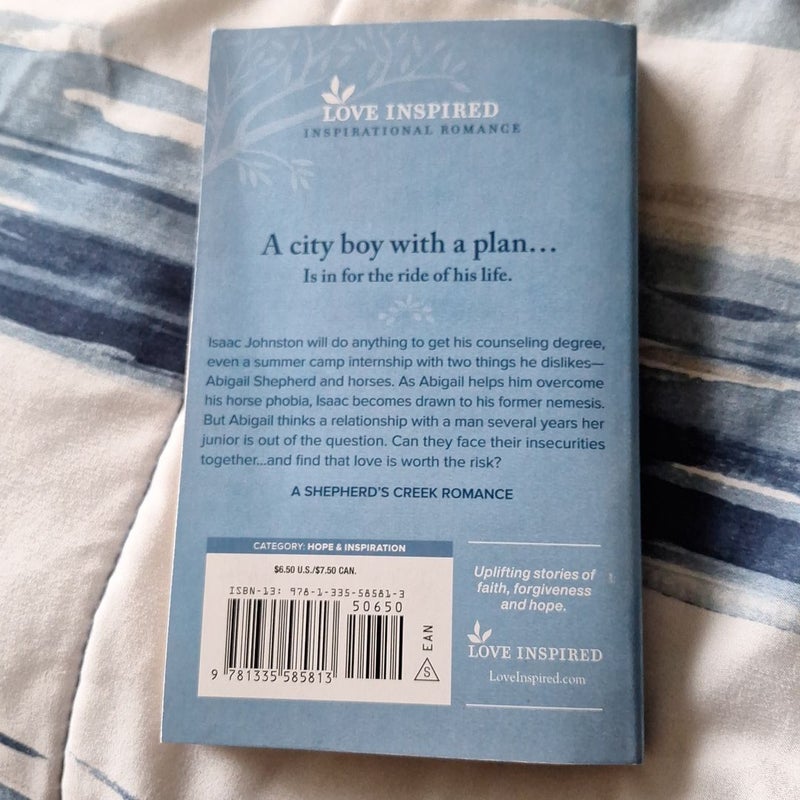 LOVE INSPIRED
INSPIRATIONAL ROMANCE
A city boy with a plan…
Is in for the ride of his life.
Isaac Johnston will do anything to get his counseling degree,
even a summer camp internship with two things he dislikes—
Abigail Shepherd and horses. As Abigail helps him overcome
his horse phobia, Isaac becomes drawn to his former nemesis.
But Abigail thinks a relationship with a man several years her
junior is out of the question. Can they face their insecurities
together...and find that love is worth the risk?
A SHEPHERD'S CREEK ROMANCE
CATEGORY: HOPE & INSPIRATION
$6.50 U.S./$7.50 CAN.
ISBN-13: 978-1-335-58581-3
50650
9 781335 585813
EAN
S
Uplifting stories of
faith, forgiveness
and hope.
LOVE INSPIRED
LoveInspired.com